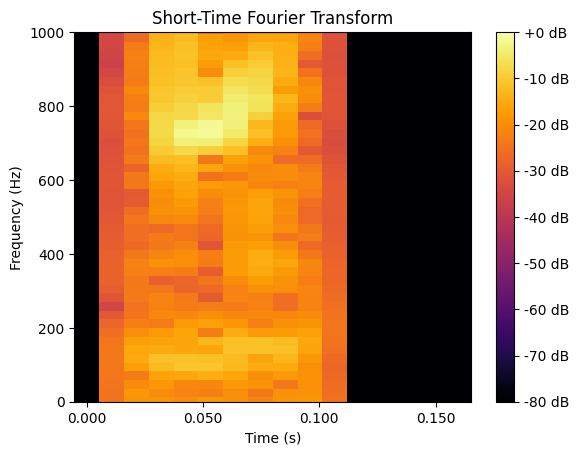 Short-Time Fourier Transform
1000
800
600
400
200
0
Frequency (Hz)
0.000
0.050
0.100
0.150
Time (s)
+0 dB
-10 dB
-20 dB
-30 dB
-40 dB
-50 dB
-60 dB
-70 dB
-80 dB